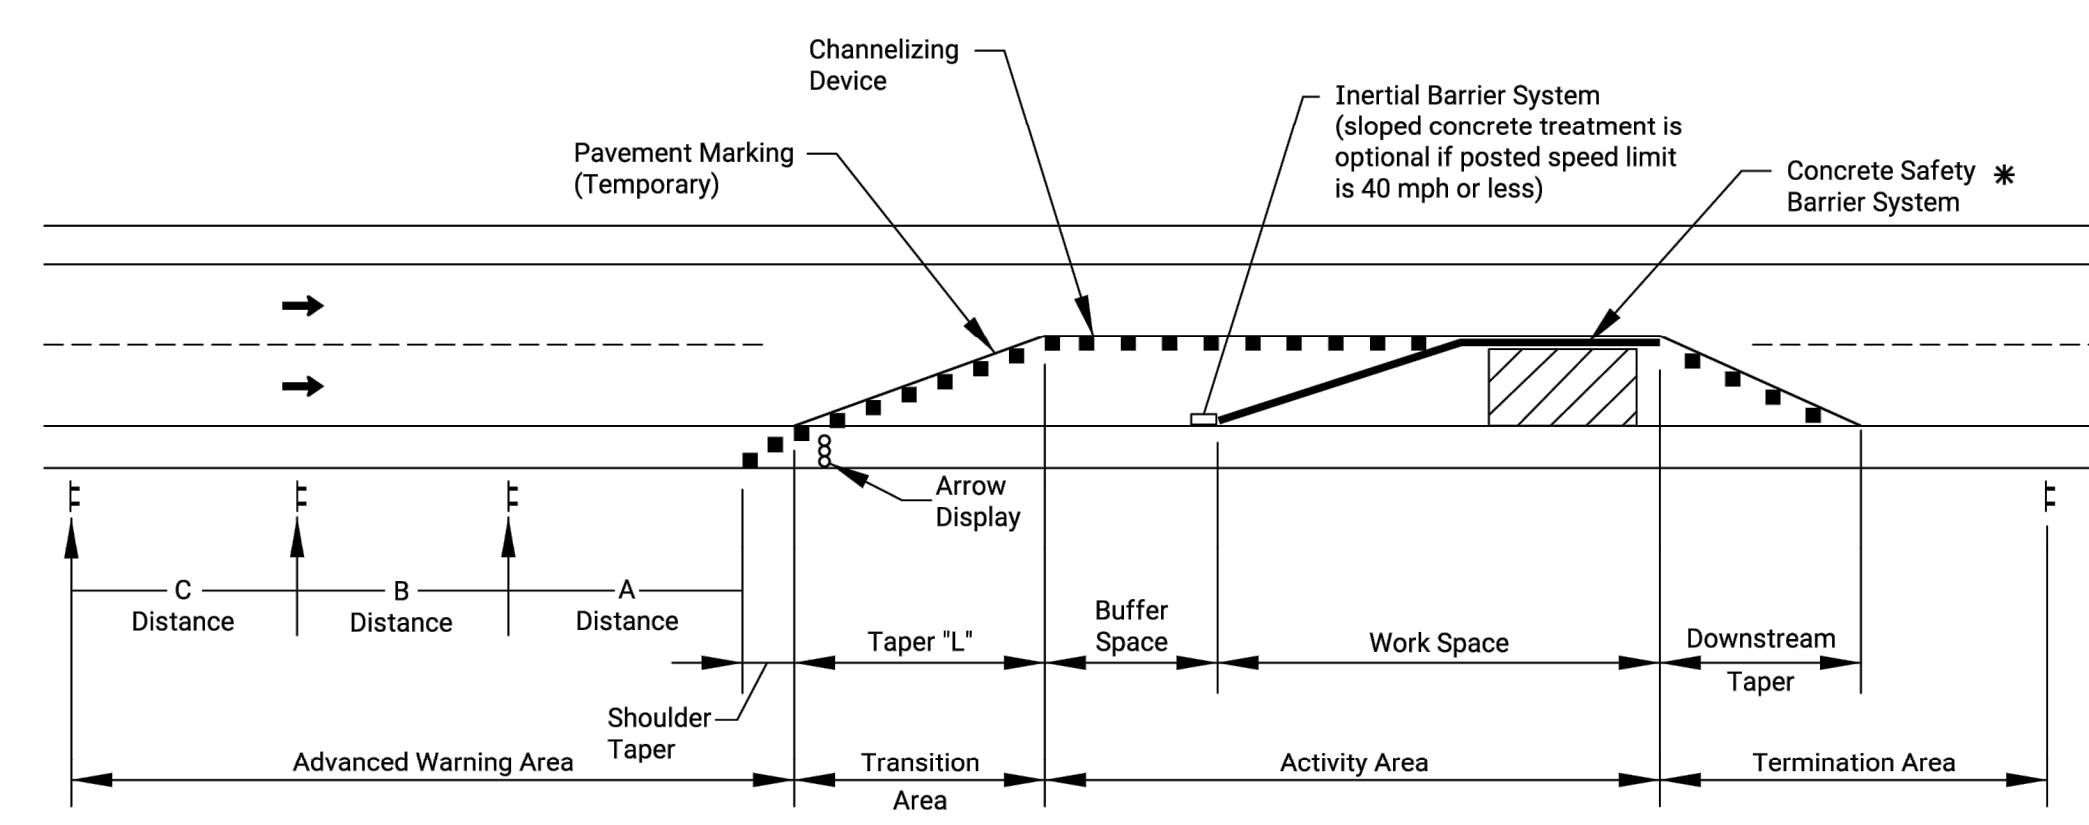 Channelizing
Device
Inertial Barrier System
(sloped concrete treatment is
optional if posted speed limit
is 40 mph or less)
Pavement Marking
(Temporary)
Concrete Safety *
Barrier System
Arrow
Display
C
Distance
B
Distance
A
Distance
Buffer
Space
Taper "L"
Work Space
Downstream
Taper
Shoulder
Taper
Advanced Warning Area
Transition
Area
Activity Area
Termination Area